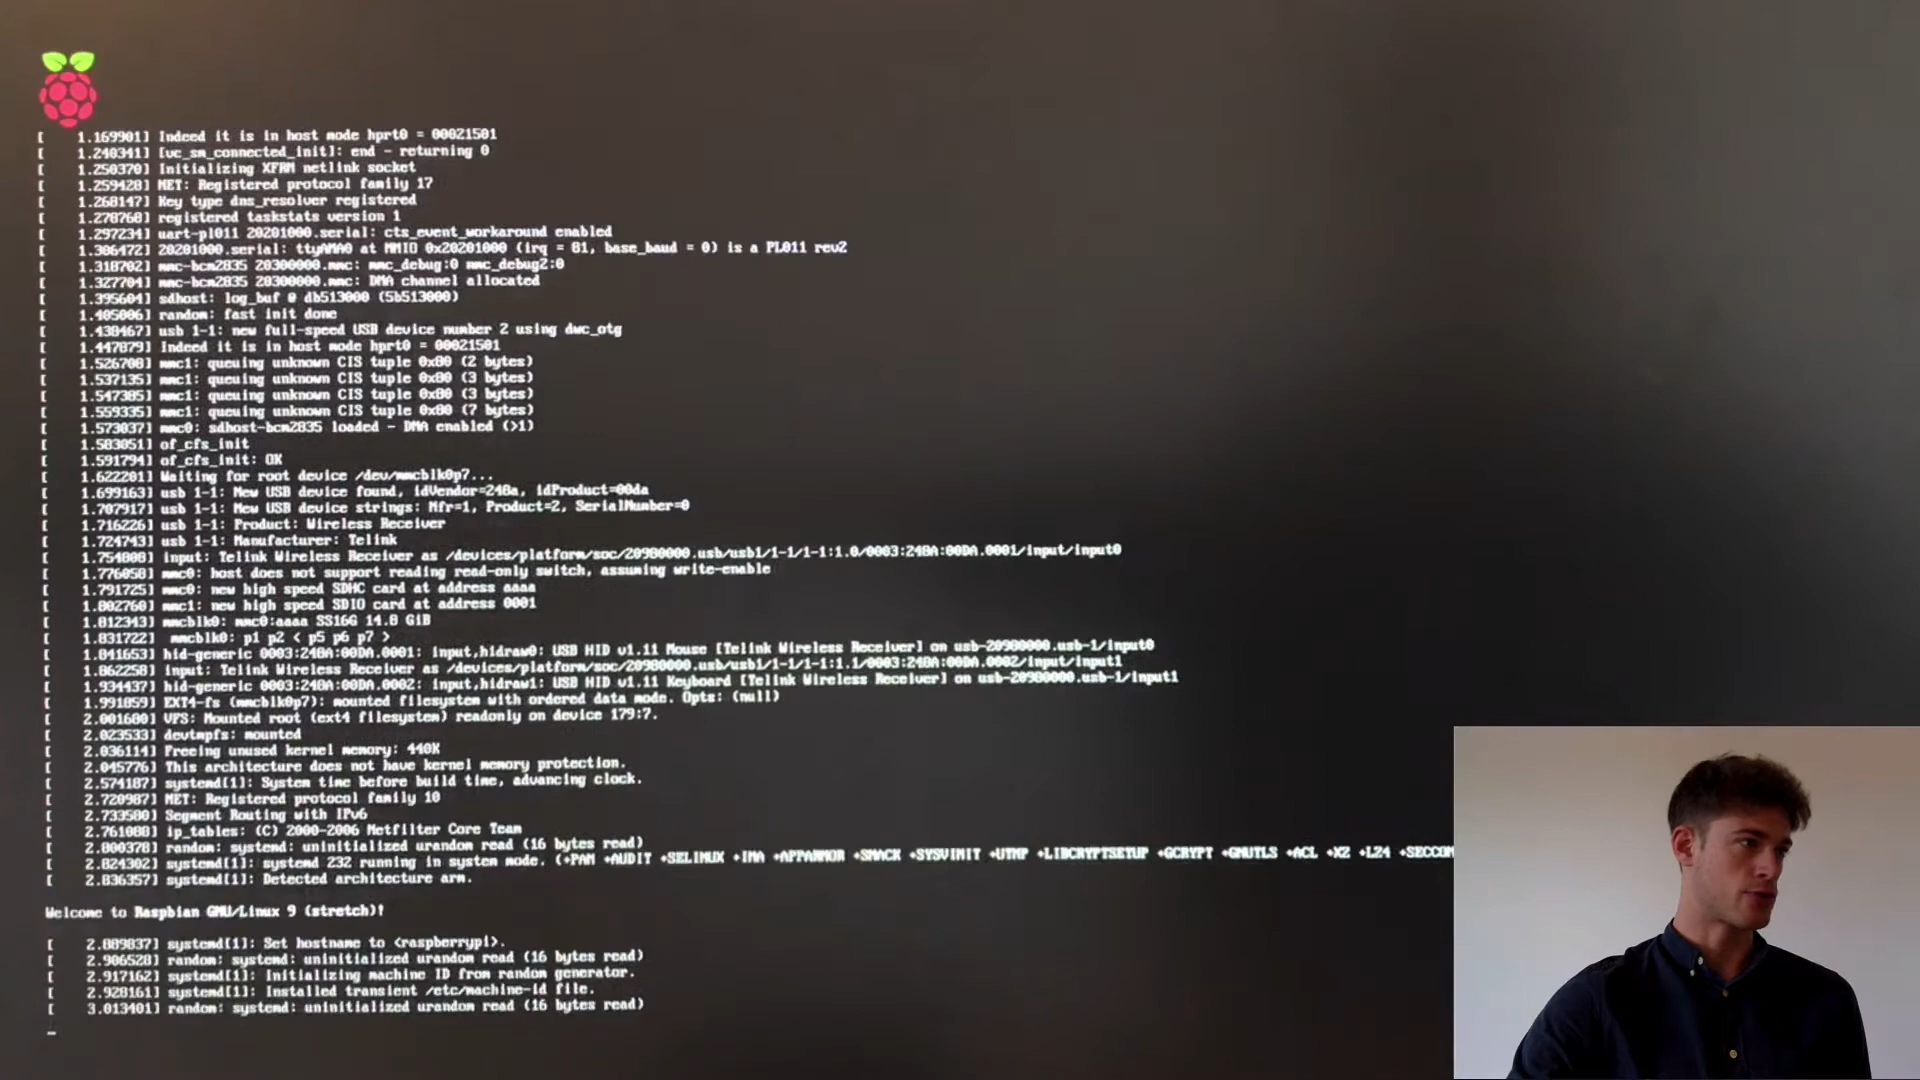 [    1.169901] Indeed it is in host mode hprt0 = 00021501
[    1.240341] [vc_sm_connected_init]: end - returning 0
[    1.250370] Initializing XFRM netlink socket
[    1.259428] NET: Registered protocol family 17
[    1.268147] Key type dns_resolver registered
[    1.278768] registered taskstats version 1
[    1.297234] uart-pl011 20201000.serial: cts_event_workaround enabled
[    1.306472] 20201000.serial: ttyAMA0 at MMIO 0x20201000 (irq = 81, base_baud = 0) is a PL011 rev2
[    1.318702] mmc-bcm2835 20300000.mmc: mmc_debug:0 mmc_debug2:0
[    1.327704] mmc-bcm2835 20300000.mmc: DMA channel allocated
[    1.395604] sdhost: log_buf @ db513000 (5b513000)
[    1.405006] random: fast init done
[    1.438467] usb 1-1: new full-speed USB device number 2 using dwc_otg
[    1.447879] Indeed it is in host mode hprt0 = 00021501
[    1.526708] mmc1: queuing unknown CIS tuple 0x80 (2 bytes)
[    1.537135] mmc1: queuing unknown CIS tuple 0x80 (3 bytes)
[    1.547385] mmc1: queuing unknown CIS tuple 0x80 (3 bytes)
[    1.559335] mmc1: queuing unknown CIS tuple 0x80 (7 bytes)
[    1.573037] mmc0: sdhost-bcm2835 loaded - DMA enabled (>1)
[    1.583051] of_cfs_init
[    1.591794] of_cfs_init: OK
[    1.622201] Waiting for root device /dev/mmcblk0p7...
[    1.699163] usb 1-1: New USB device found, idVendor=248a, idProduct=00da
[    1.707917] usb 1-1: New USB device strings: Mfr=1, Product=2, SerialNumber=0
[    1.716226] usb 1-1: Product: Wireless Receiver
[    1.724743] usb 1-1: Manufacturer: Telink
[    1.754808] input: Telink Wireless Receiver as /devices/platform/soc/20980000.usb/usb1/1-1/1-1:1.0/0003:248A:00DA.0001/input/input0
[    1.776058] mmc0: host does not support reading read-only switch, assuming write-enable
[    1.791725] mmc0: new high speed SDHC card at address aaaa
[    1.802760] mmc1: new high speed SDIO card at address 0001
[    1.812343] mmcblk0: mmc0:aaaa SS16G 14.8 GiB
[    1.831722]  mmcblk0: p1 p2 < p5 p6 p7 >
[    1.841653] hid-generic 0003:248A:00DA.0001: input,hidraw0: USB HID v1.11 Mouse [Telink Wireless Receiver] on usb-20980000.usb-1/input0
[    1.862258] input: Telink Wireless Receiver as /devices/platform/soc/20980000.usb/usb1/1-1/1-1:1.1/0003:248A:00DA.0002/input/input1
[    1.934437] hid-generic 0003:248A:00DA.0002: input,hidraw1: USB HID v1.11 Keyboard [Telink Wireless Receiver] on usb-20980000.usb-1/input1
[    1.991859] EXT4-fs (mmcblk0p7): mounted filesystem with ordered data mode. Opts: (null)
[    2.001680] VFS: Mounted root (ext4 filesystem) readonly on device 179:7.
[    2.023533] devtmpfs: mounted
[    2.036114] Freeing unused kernel memory: 440K
[    2.045776] This architecture does not have kernel memory protection.
[    2.574187] systemd[1]: System time before build time, advancing clock.
[    2.720987] NET: Registered protocol family 10
[    2.733580] Segment Routing with IPv6
[    2.761088] ip_tables: (C) 2000-2006 Netfilter Core Team
[    2.800378] random: systemd: uninitialized urandom read (16 bytes read)
[    2.824302] systemd[1]: systemd 232 running in system mode. (+PAM +AUDIT +SELINUX +IMA +APPARMOR +SMACK +SYSVINIT +UTMP +LIBCRYPTSETUP +GCRYPT +GNUTLS +ACL +XZ +LZ4 +SECCOM
[    2.836357] systemd[1]: Detected architecture arm.
Welcome to Raspbian GNU/Linux 9 (stretch)!
[    2.889837] systemd[1]: Set hostname to <raspberrypi>.
[    2.906528] random: systemd: uninitialized urandom read (16 bytes read)
[    2.917162] systemd[1]: Initializing machine ID from random generator.
[    2.928161] systemd[1]: Installed transient /etc/machine-id file.
[    3.013401] random: systemd: uninitialized urandom read (16 bytes read)
_